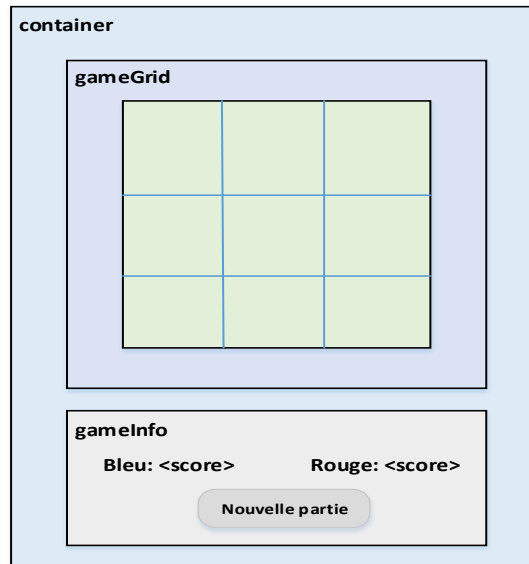 container
gameGrid
gameInfo
Bleu: <score> Rouge: <score>
Nouvelle partie